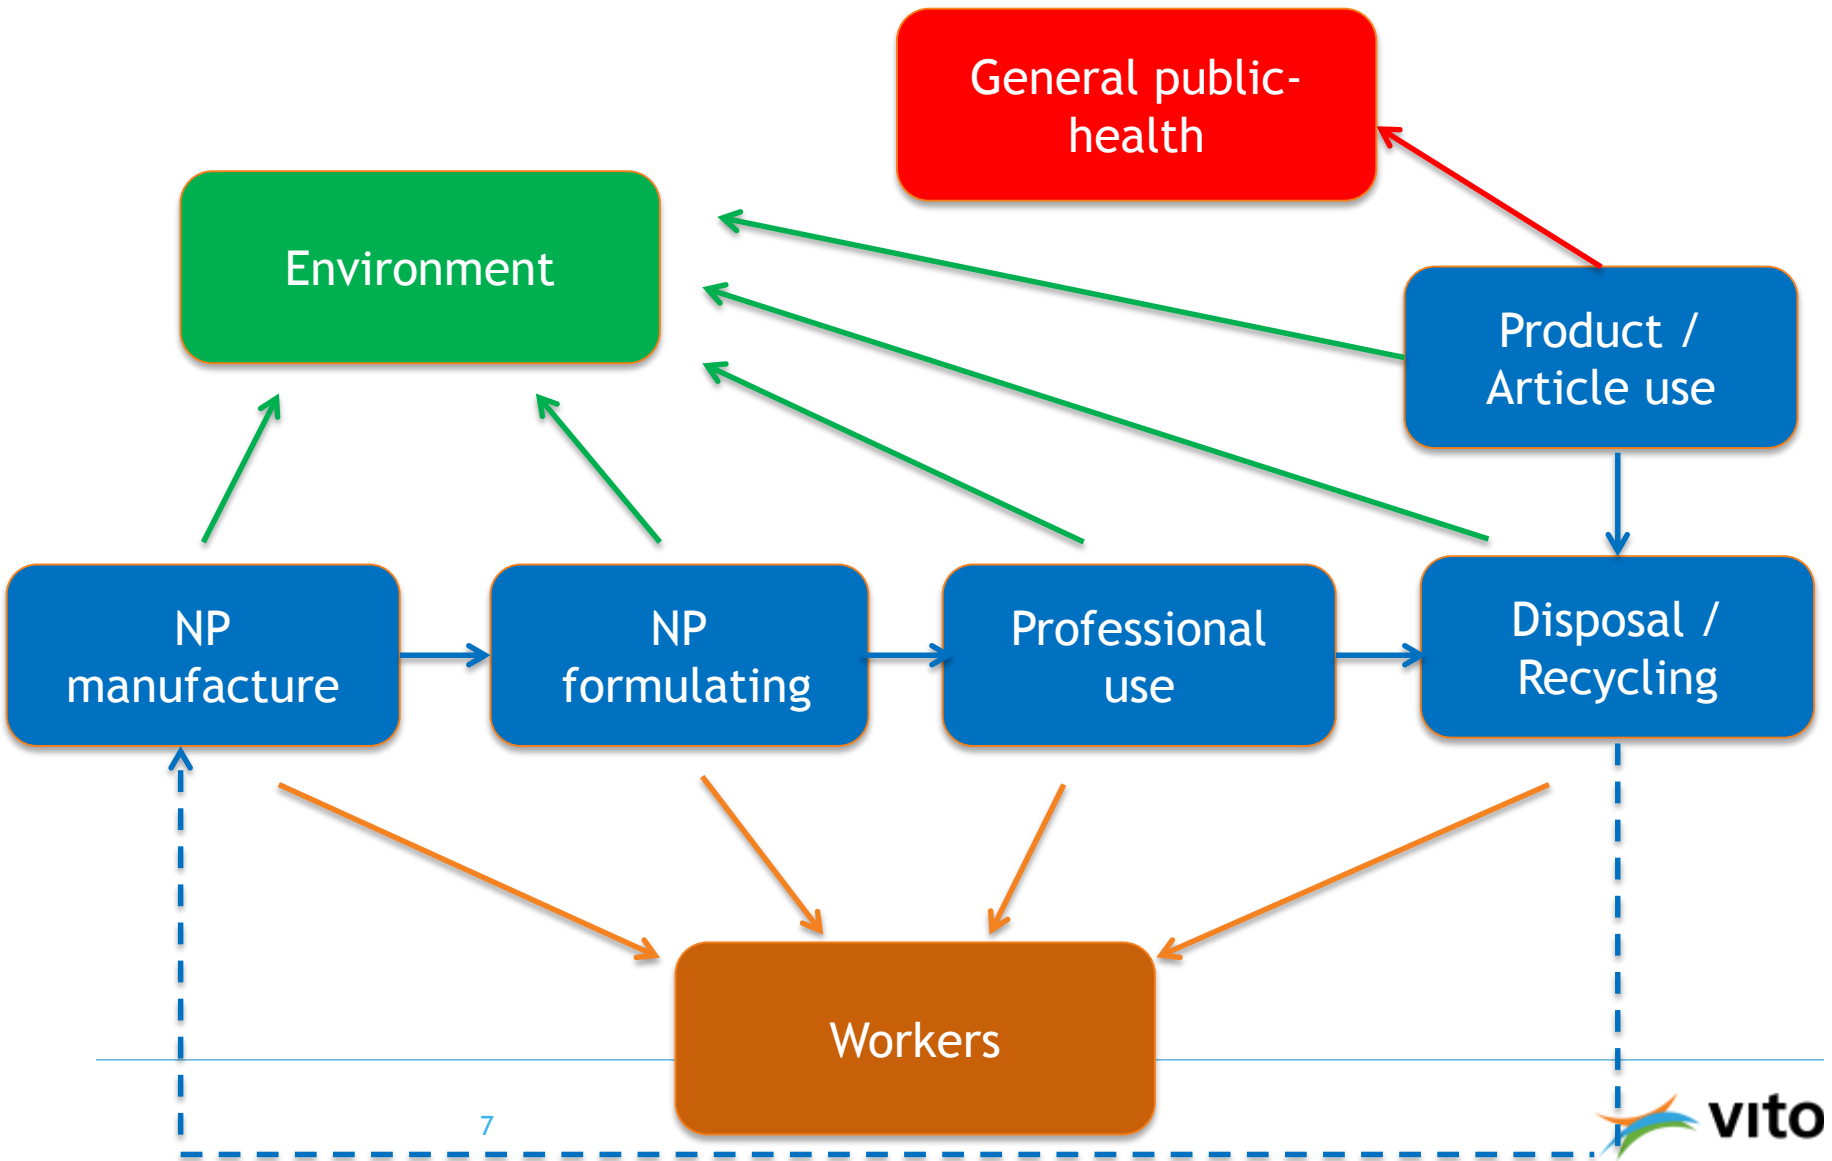 General public-
health
Environment
Product /
Article use
NP
manufacture
NP
formulating
Professional
use
Disposal /
Recycling
Workers
7
vito